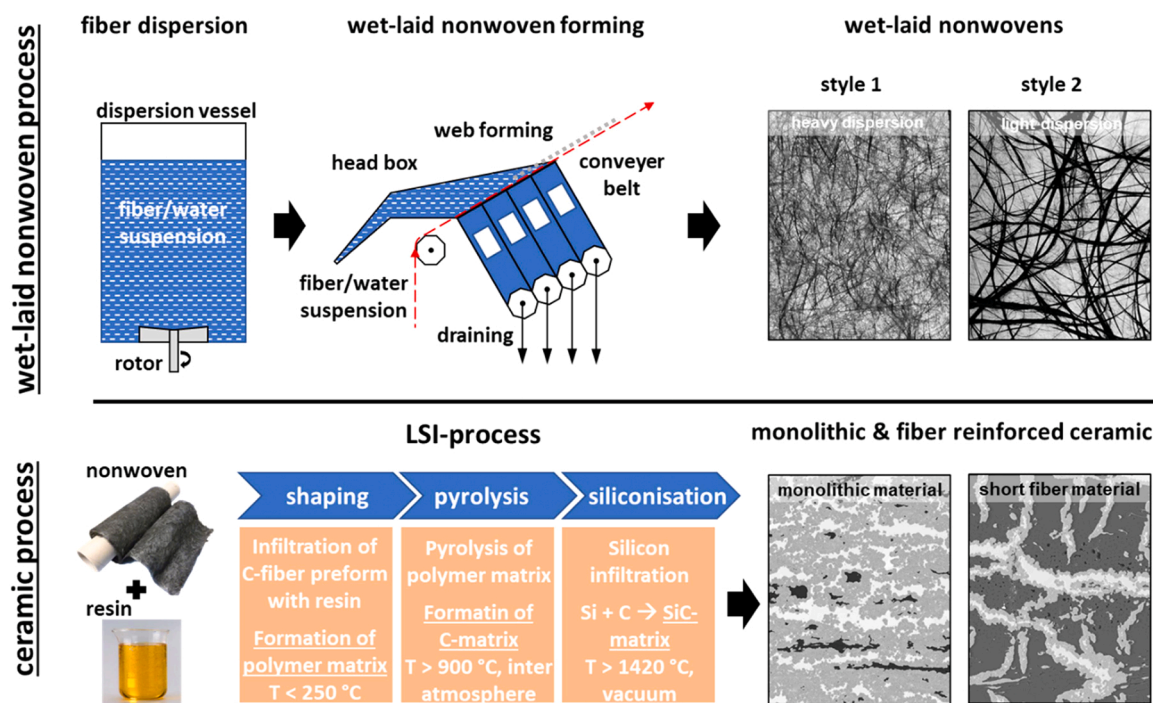 wet-laid nonwoven process
fiber dispersion
dispersion vessel
fiber/water
suspension
rotor
wet-laid nonwoven forming
web forming
head box
conveyer
belt
fiber/water
suspension
draining
wet-laid nonwovens
style 1
style 2
heavy dispersion
light dispersion
ceramic process
nonwoven
resin
LSI-process
shaping
Infiltration of
C-fiber preform
with resin
Formation of
polymer matrix
T < 250 °C
pyrolysis
Pyrolysis of
polymer matrix
Formatin of
C-matrix
T > 900 °C, inter
atmosphere
siliconisation
Silicon
infiltration
Si + C → SiC-
matrix
T > 1420 °C,
vacuum
monolithic & fiber reinforced ceramic
monolithic material
short fiber material